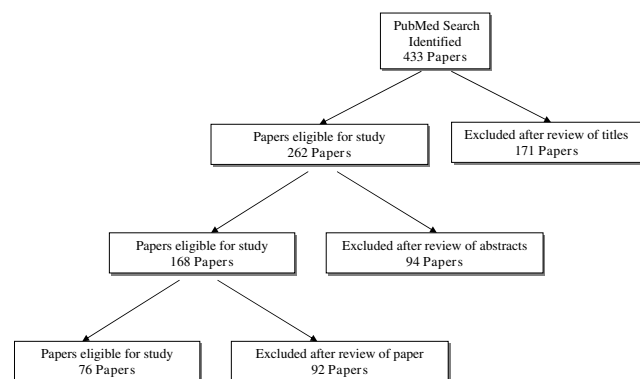 PubMed Search
Identified
433 Papers
Papers eligible for study
262 Papers
Excluded after review of titles
171 Papers
Papers eligible for study
168 Papers
Excluded after review of abstracts
94 Papers
Papers eligible for study
76 Papers
Excluded after review of paper
92 Papers